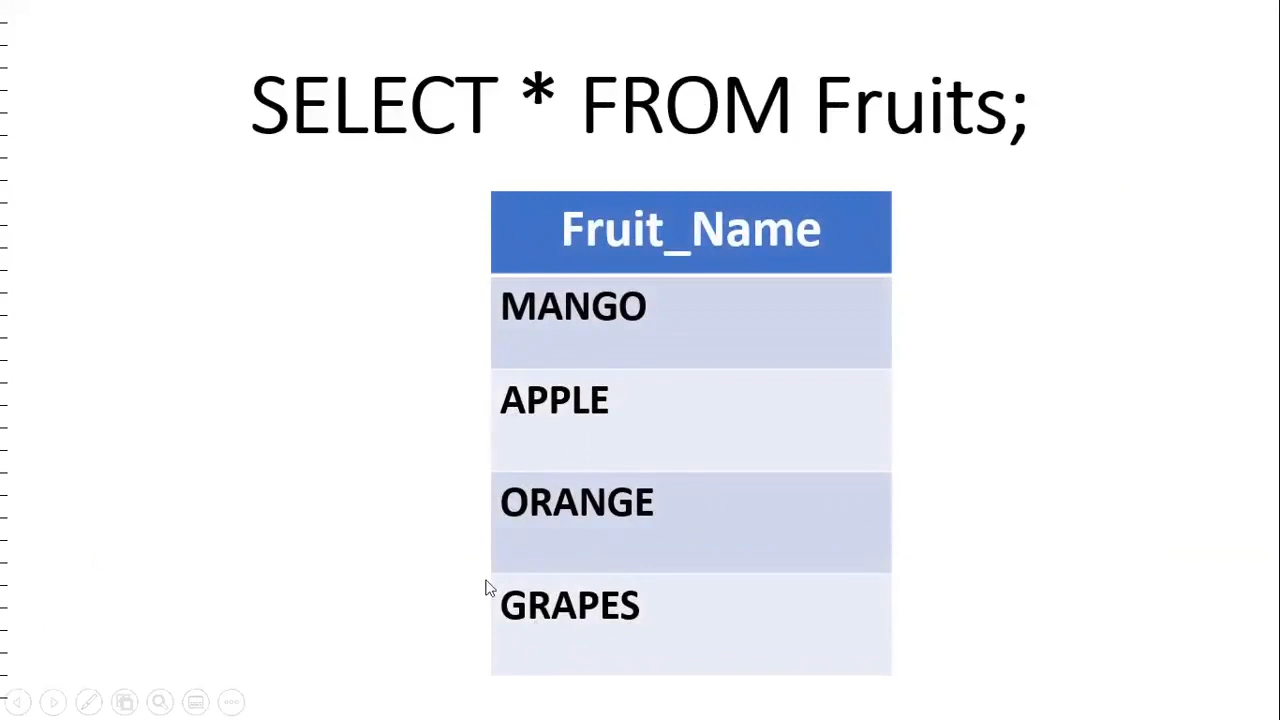 SELECT * FROM Fruits;
Fruit_Name
MANGO
APPLE
ORANGE
GRAPES